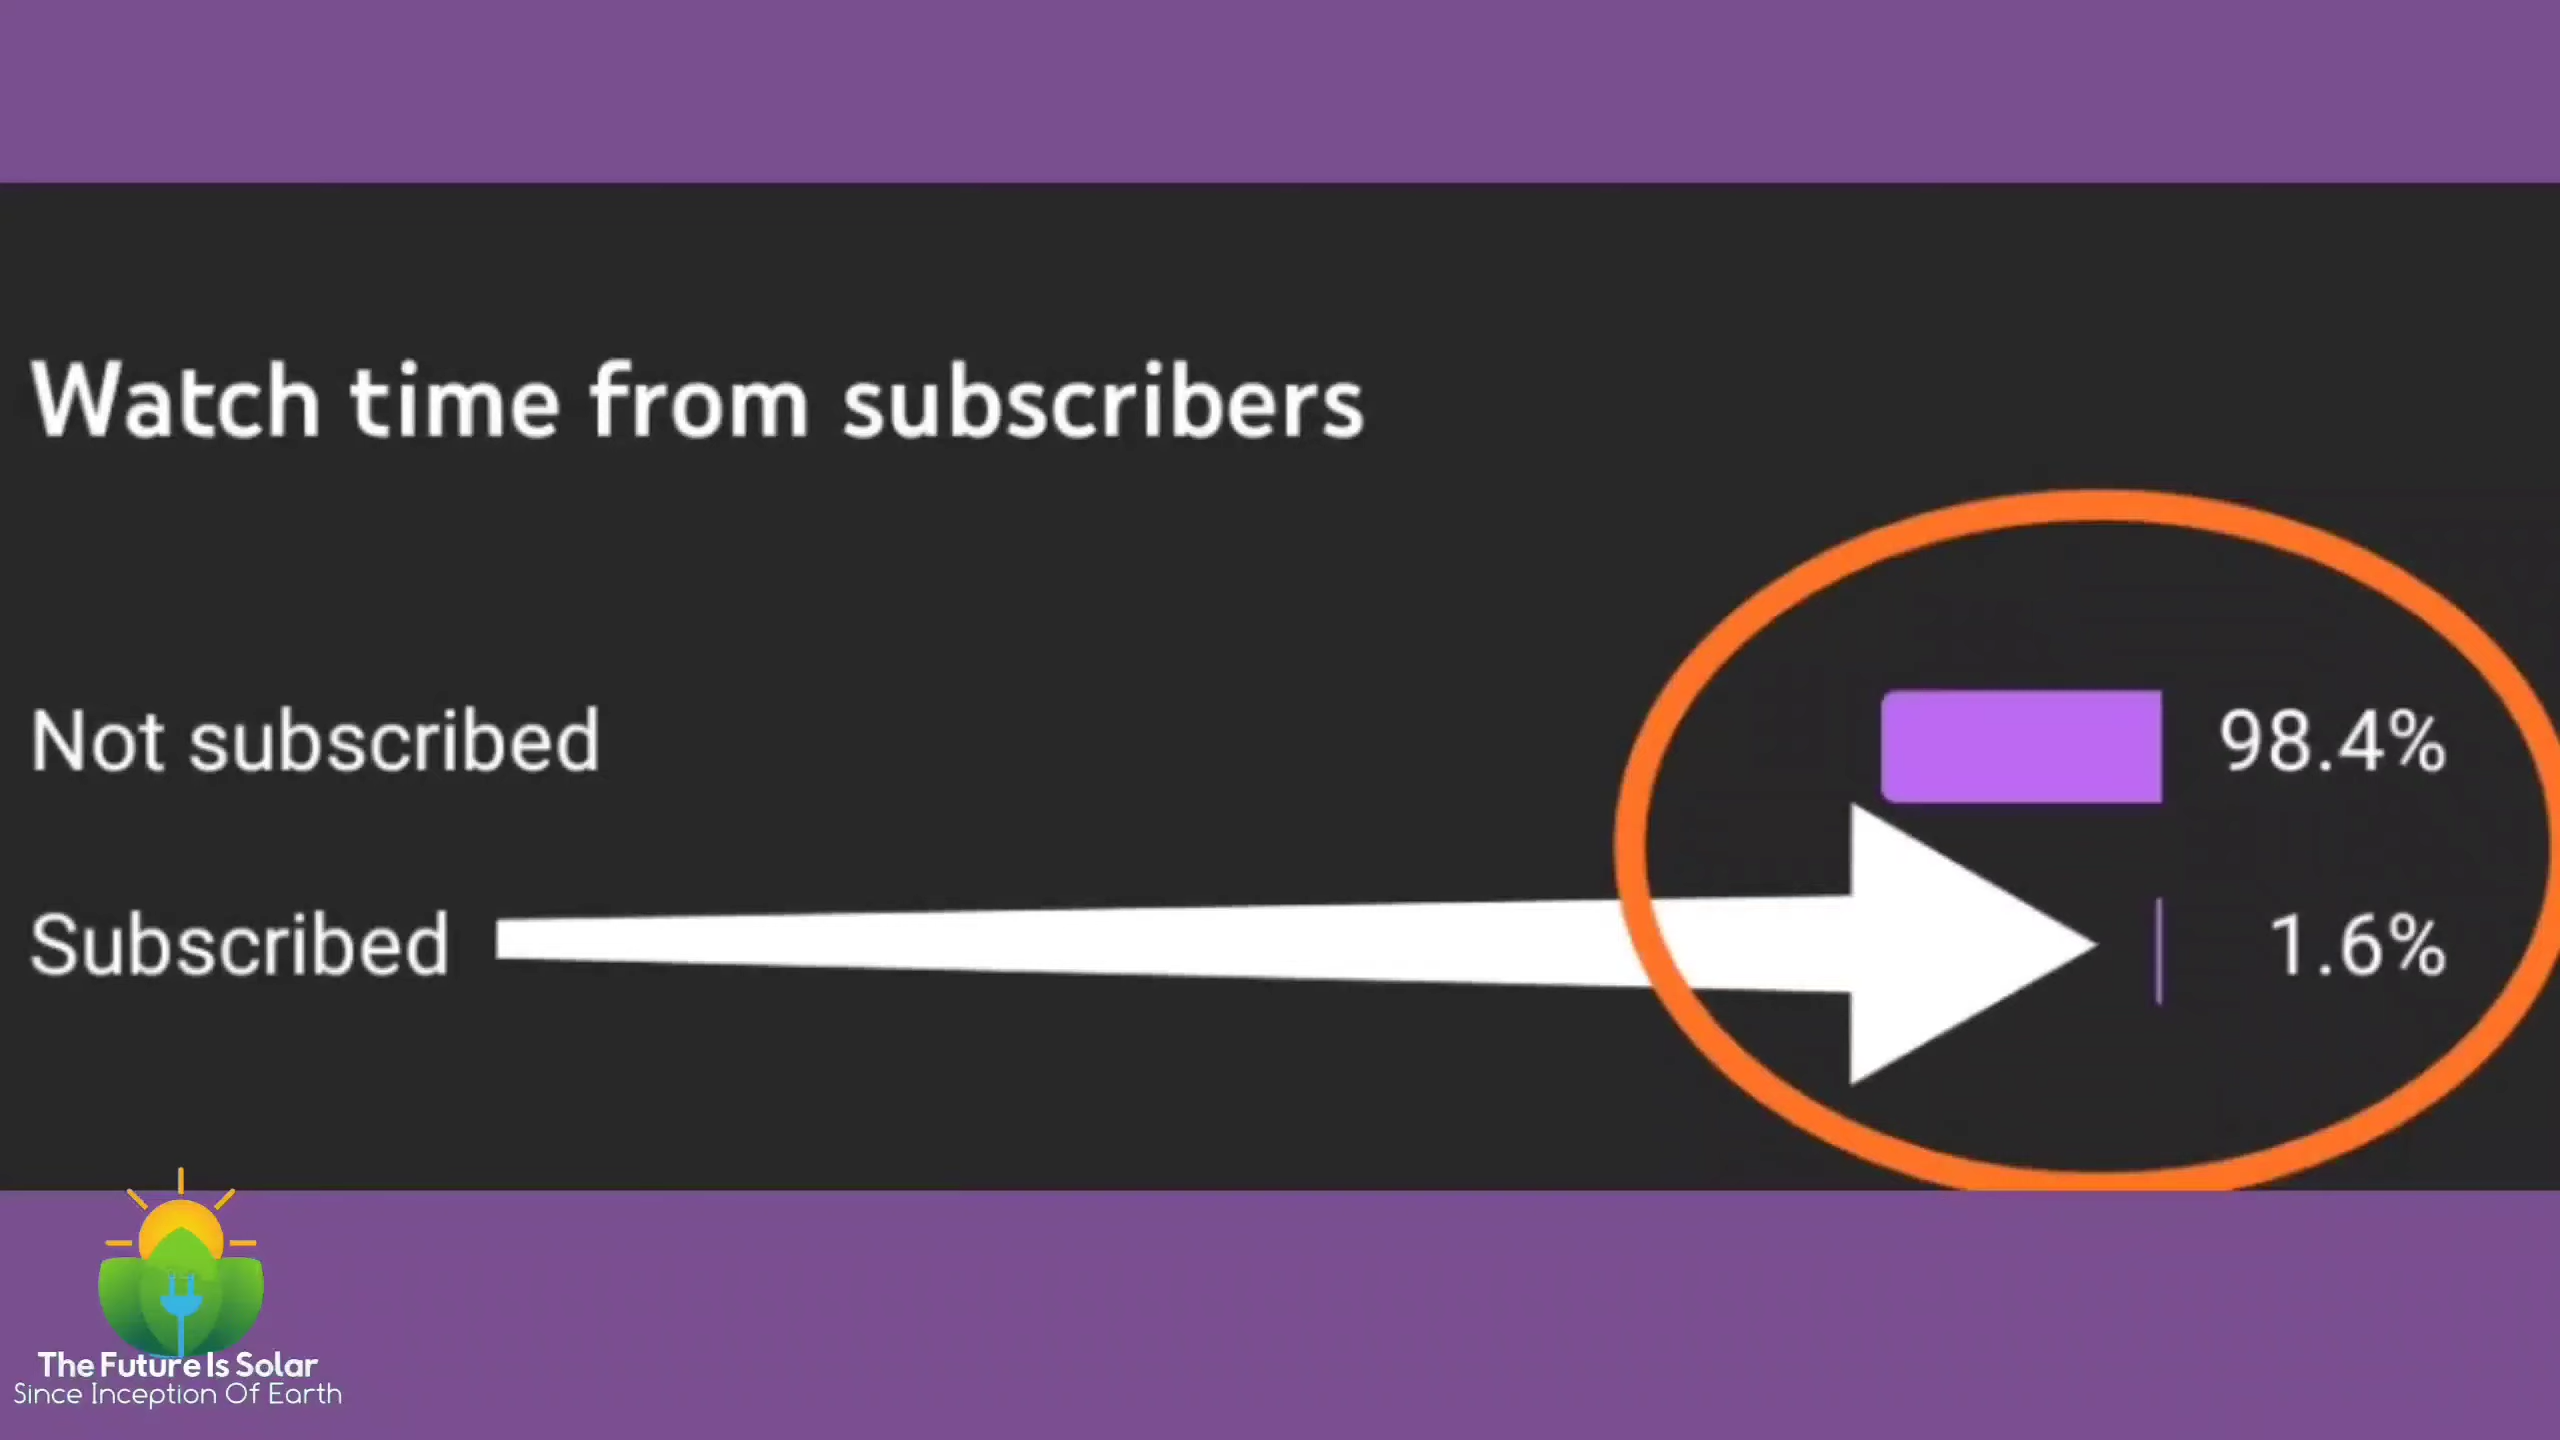 Watch time from subscribers
Not subscribed 98.4%
Subscribed 1.6%
The Future Is Solar
Since Inception Of Earth